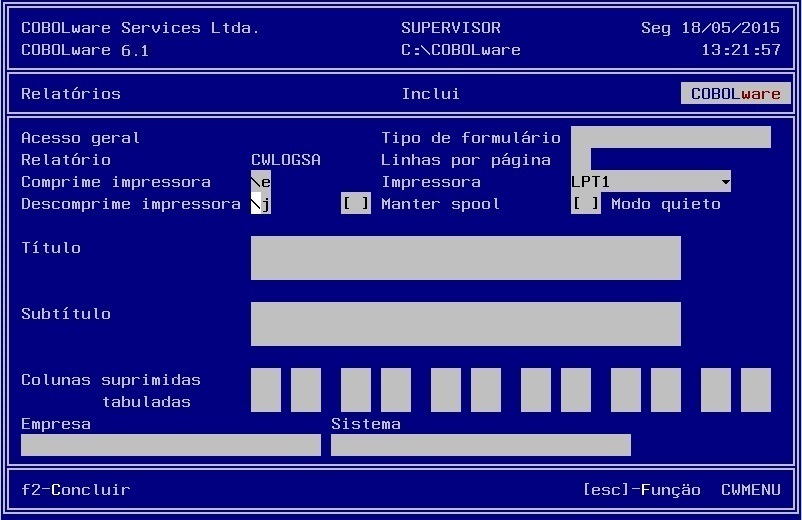 COBOLware Services Ltda. SUPERVISOR Seg 18/05/2015
COBOLware 6.1 C:\COBOLware 13:21:57
Relatórios Inclui COBOLware
Acesso geral Tipo de formulário
Relatório CWLOGSA Linhas por página
Comprime impressora \e Impressora LPT1
Descomprime impressora \j [ ] Manter spool [ ] Modo quieto
Título
Subtítulo
Colunas suprimidas
tabuladas
Empresa Sistema
f2-Concluir [esc]-Funçäo CWMENU